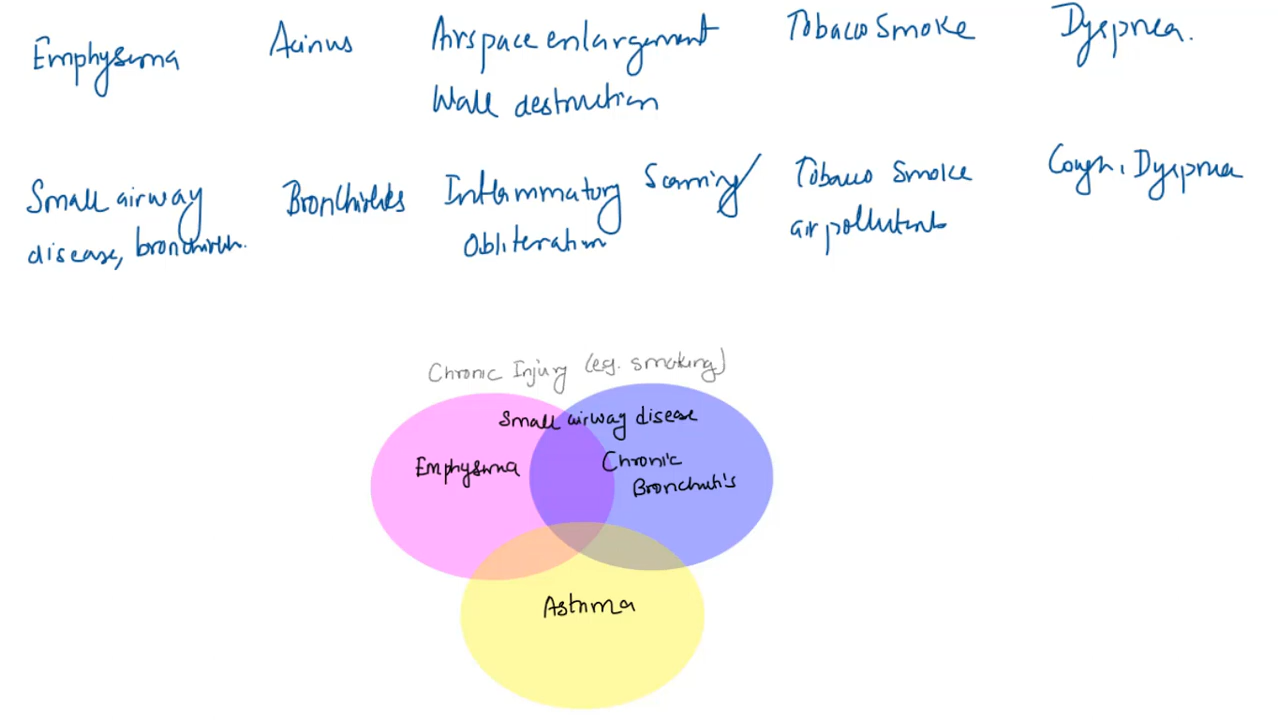 Emphysema Acinus Airspace enlargement Tobacco Smoke Dyspnea.
Wall destruction
Small airway Bronchioles Inflammatory Scarring/ Tobacco Smoke Cough, Dyspnea
disease, Obliteration air pollutants
Chronic Injury (eg. smoking)
Small airway disease
Emphysema Chronic
Bronchitis
Asthma